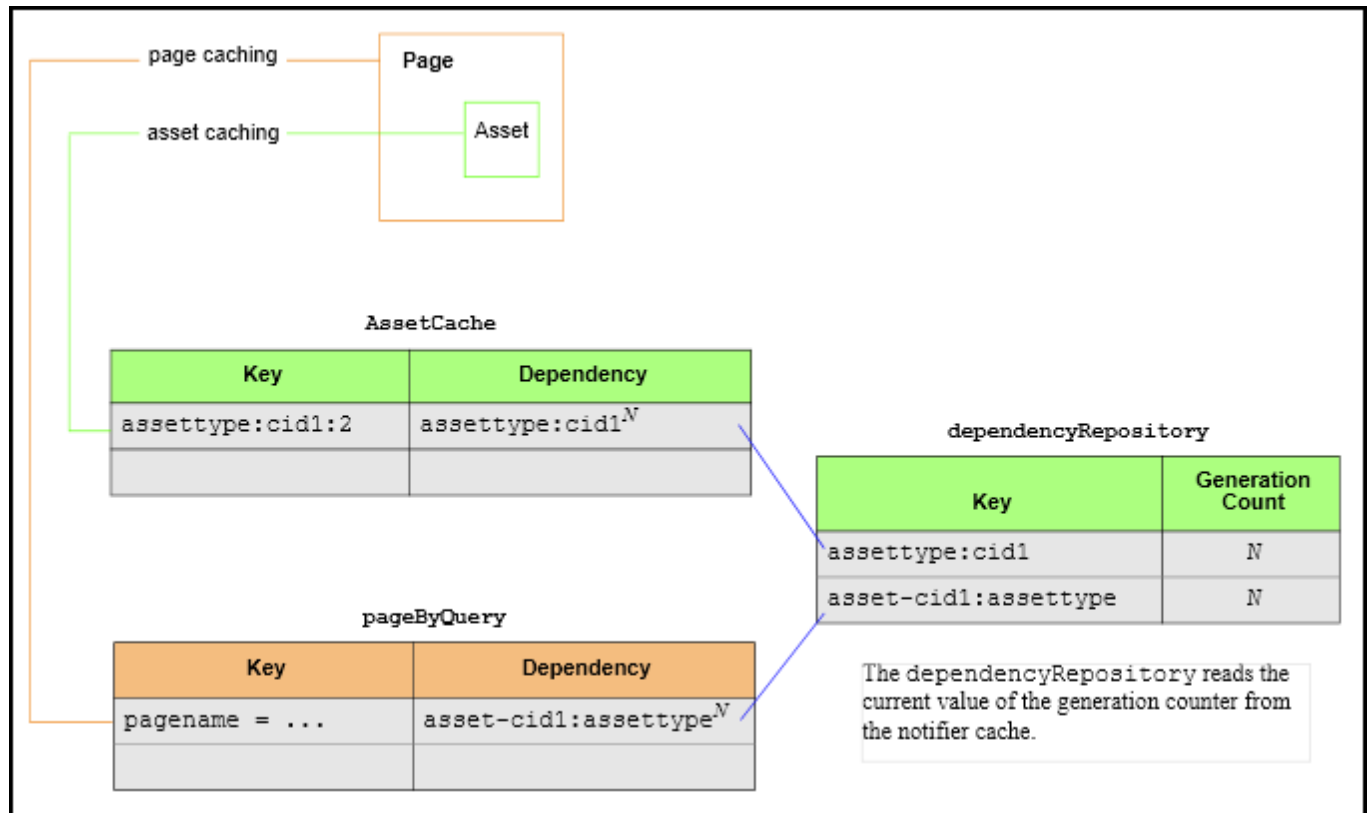 page caching
Page
asset caching
Asset
AssetCache
Key Dependency
assettype:cid1:2 assettype:cid1N
dependencyRepository
Key Generation Count
assettype:cid1 N
asset-cid1:assettype N
pageByQuery
Key Dependency
pagename = ... asset-cid1:assettypeN
The dependencyRepository reads the
current value of the generation counter from
the notifier cache.